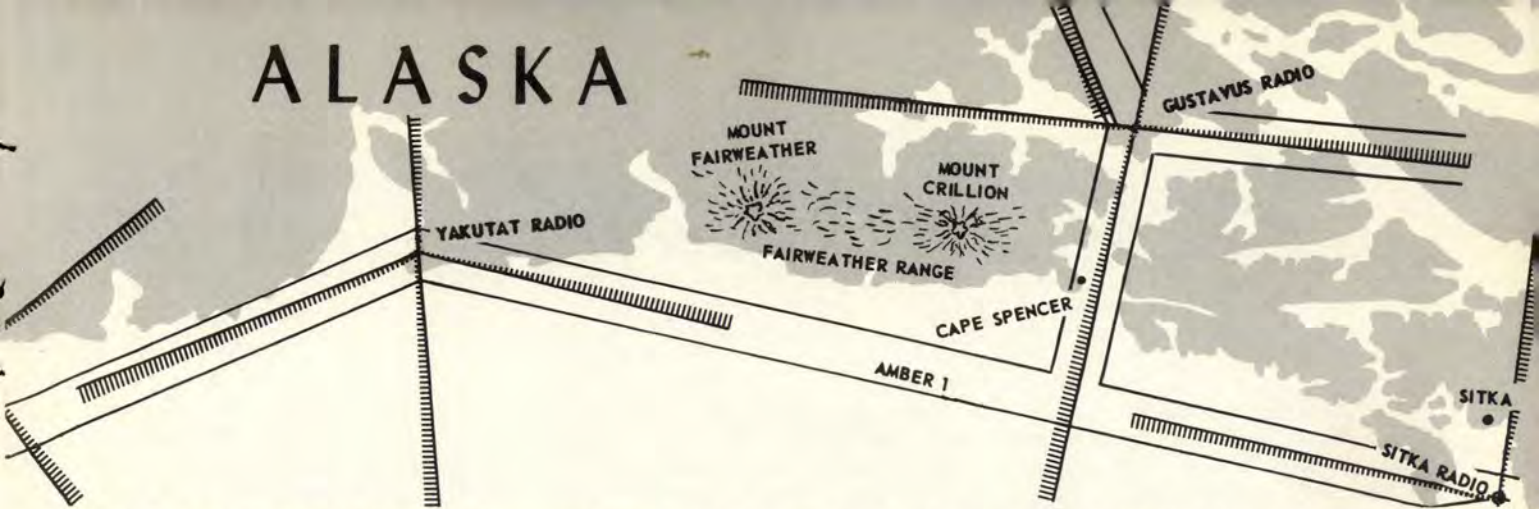 ALASKA
GUSTAVUS RADIO
MOUNT
FAIRWEATHER
MOUNT
CRILLION
YAKUTAT RADIO
FAIRWEATHER RANGE
CAPE SPENCER
AMBER 1
SITKA
SITKA RADIO